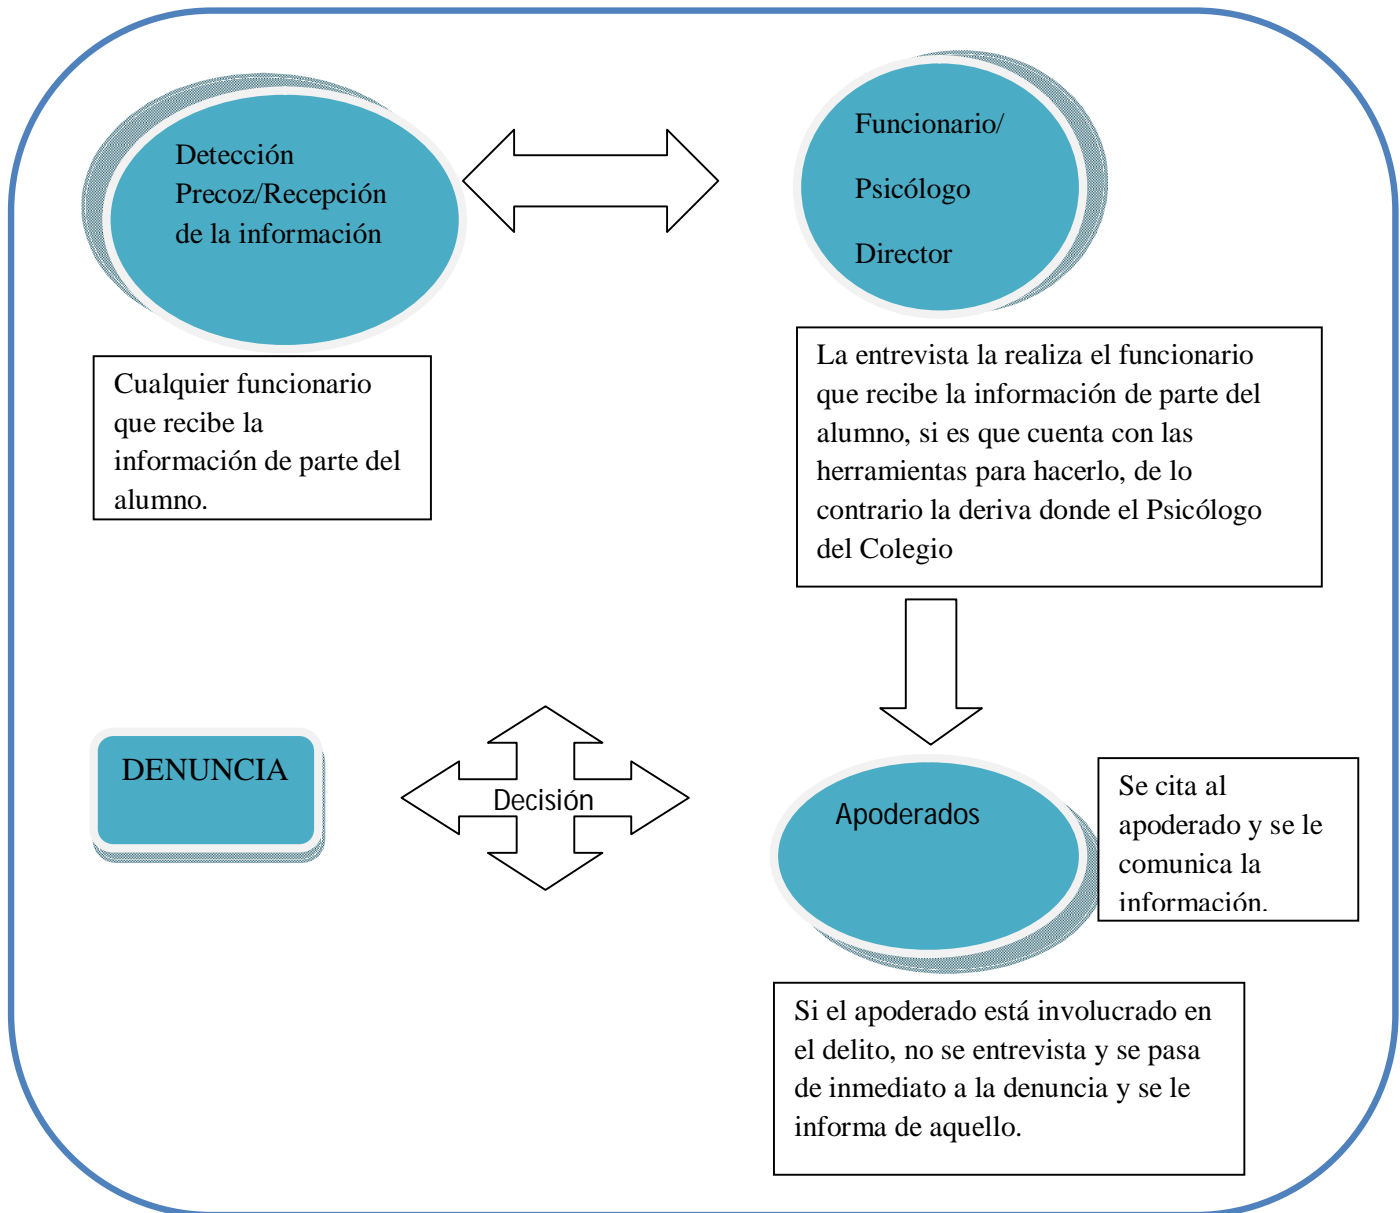 Detección
Precoz/Recepción
de la información
Funcionario/
Psicólogo
Director
Cualquier funcionario
que recibe la
información de parte del
alumno.
La entrevista la realiza el funcionario
que recibe la información de parte del
alumno, si es que cuenta con las
herramientas para hacerlo, de lo
contrario la deriva donde el Psicólogo
del Colegio
DENUNCIA
Decisión
Apoderados
Se cita al
apoderado y se le
comunica la
información.
Si el apoderado está involucrado en
el delito, no se entrevista y se pasa
de inmediato a la denuncia y se le
informa de aquello.